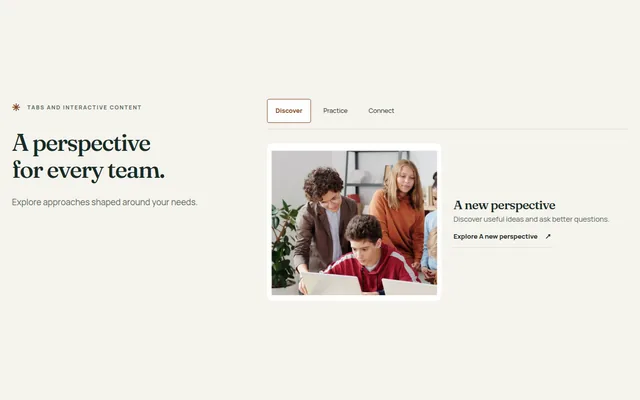 TABS AND INTERACTIVE CONTENT
A perspective
for every team.
Explore approaches shaped around your needs.
Discover
Practice
Connect
A new perspective
Discover useful ideas and ask better questions.
Explore A new perspective ↗